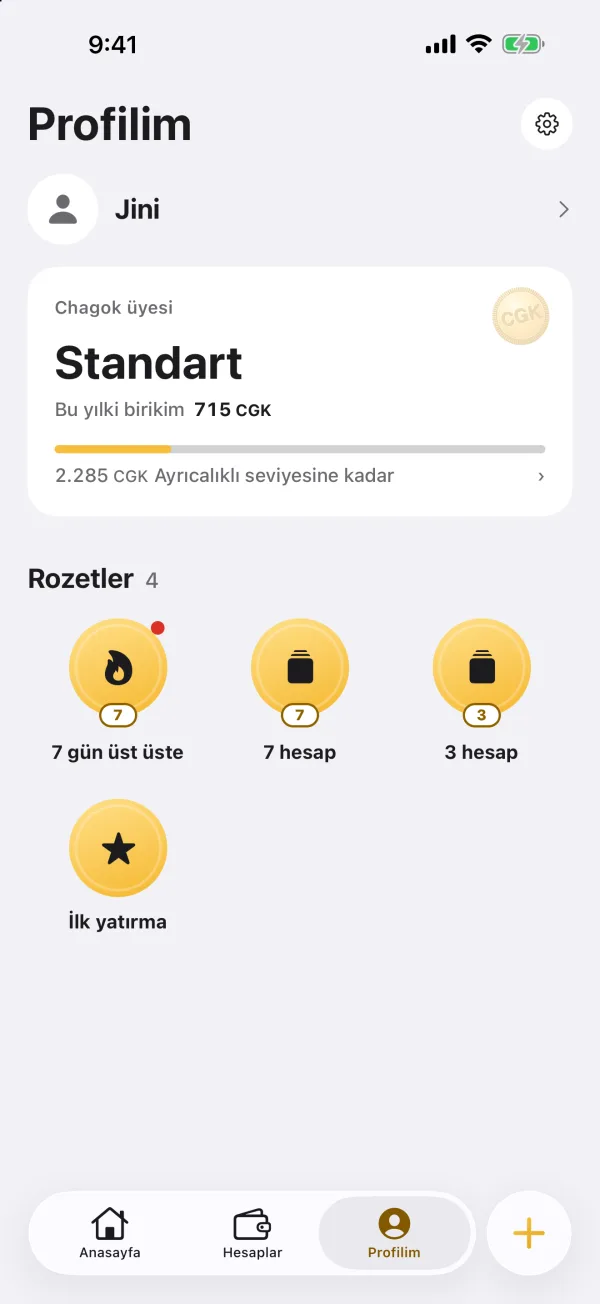 9:41
Profilim
Jini
Chagok üyesi
CGK
Standart
Bu yılki birikim 715 CGK
2.285 CGK Ayrıcalıklı seviyesine kadar
Rozetler 4
7
7
3
7 gün üst üste
7 hesap
3 hesap
İlk yatırma
Anasayfa
Hesaplar
Profilim